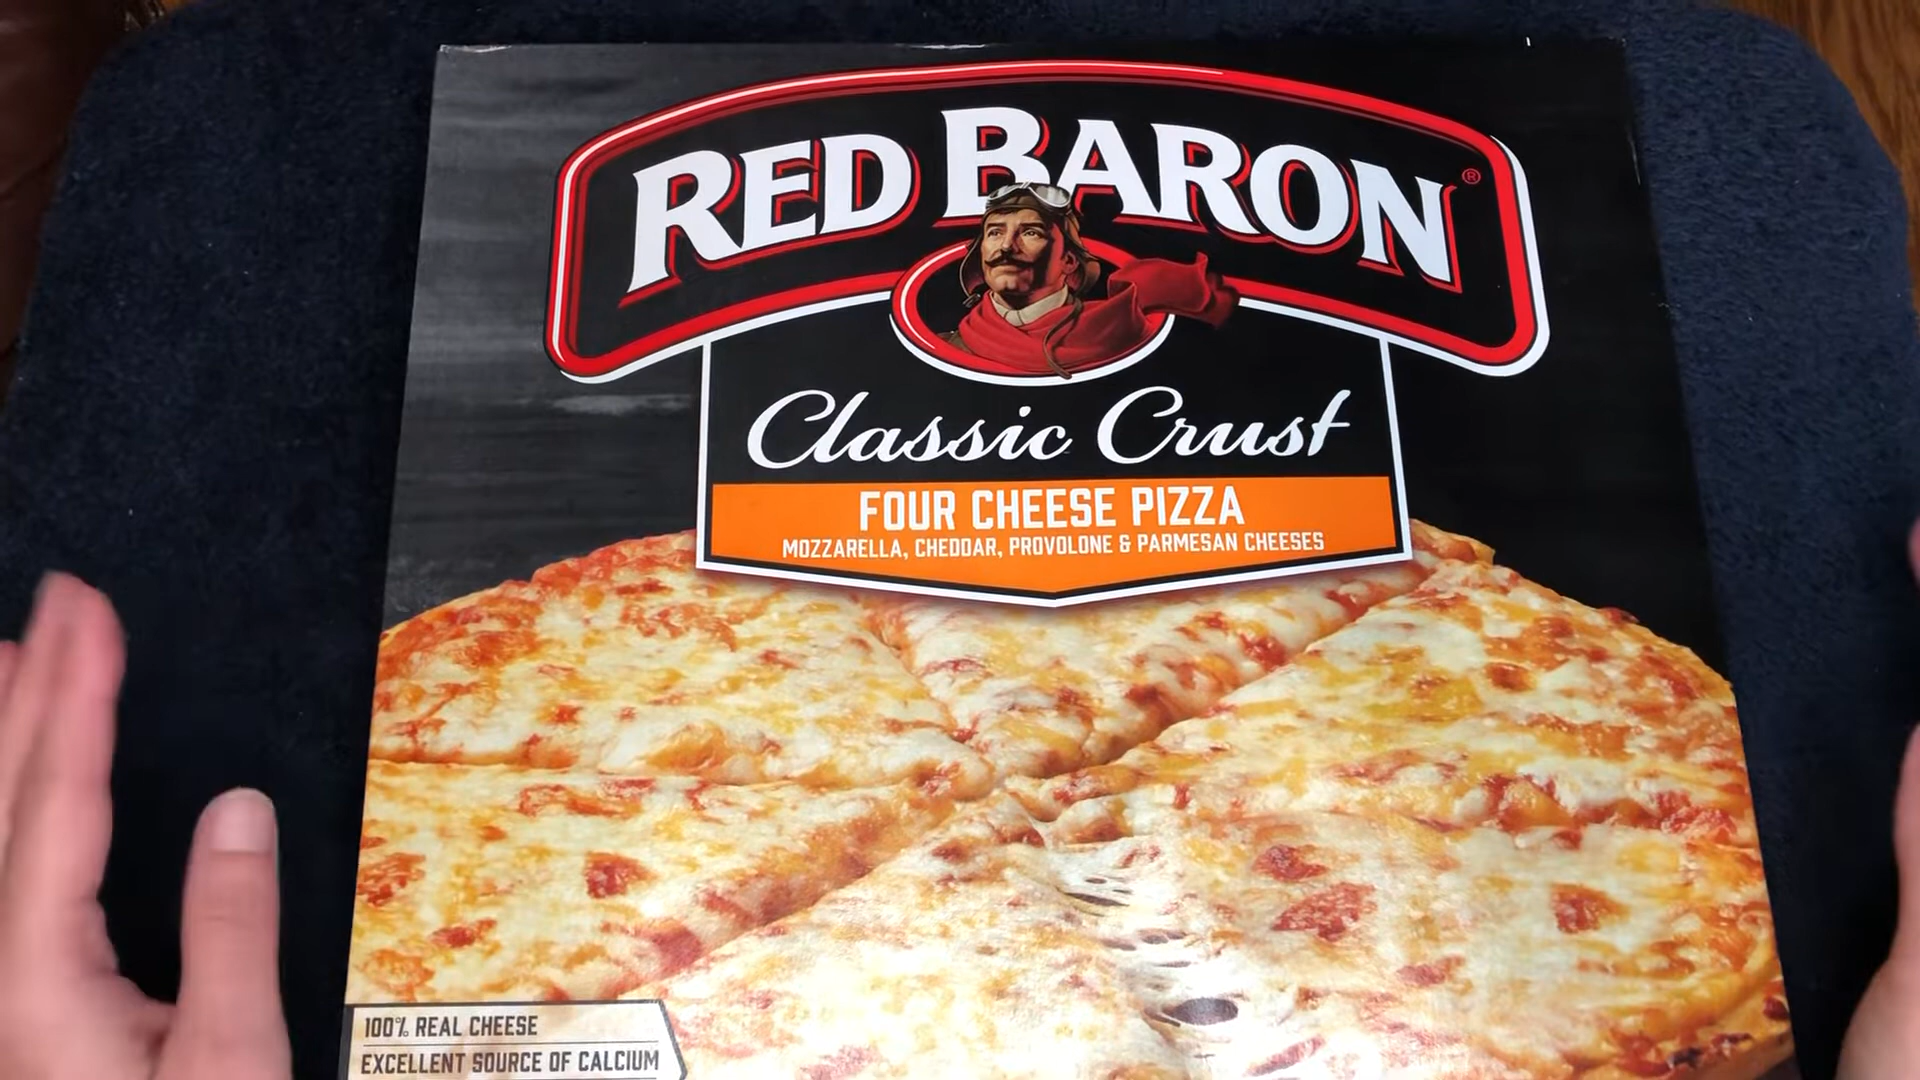 RED BARON®
Classic Crust
FOUR CHEESE PIZZA
MOZZARELLA, CHEDDAR, PROVOLONE & PARMESAN CHEESES
100% REAL CHEESE
EXCELLENT SOURCE OF CALCIUM